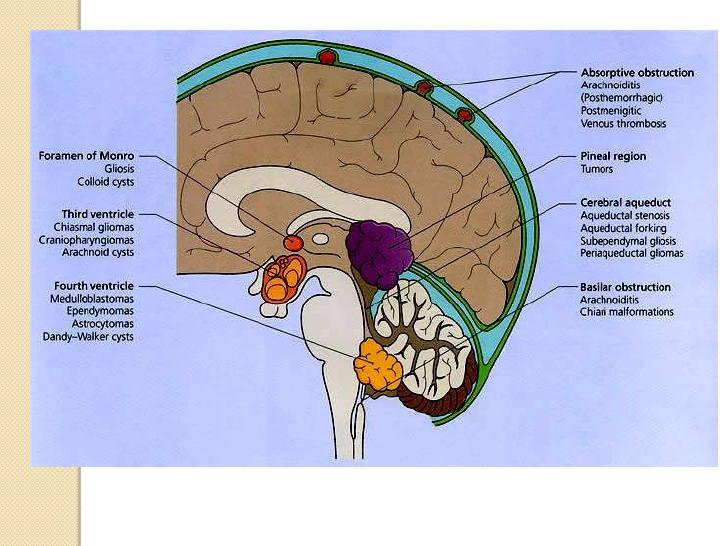 Foramen of Monro
Gliosis
Colloid cysts
Third ventricle
Chiasmal gliomas
Craniopharyngiomas
Arachnoid cysts
Fourth ventricle
Medulloblastomas
Ependymomas
Astrocytomas
Dandy–Walker cysts
Absorptive obstruction
Arachnoiditis
(Posthemorrhagic)
Postmenigitic
Venous thrombosis
Pineal region
Tumors
Cerebral aqueduct
Aqueductal stenosis
Aqueductal forking
Subependymal gliosis
Periaqueductal gliomas
Basilar obstruction
Arachnoiditis
Chiari malformations